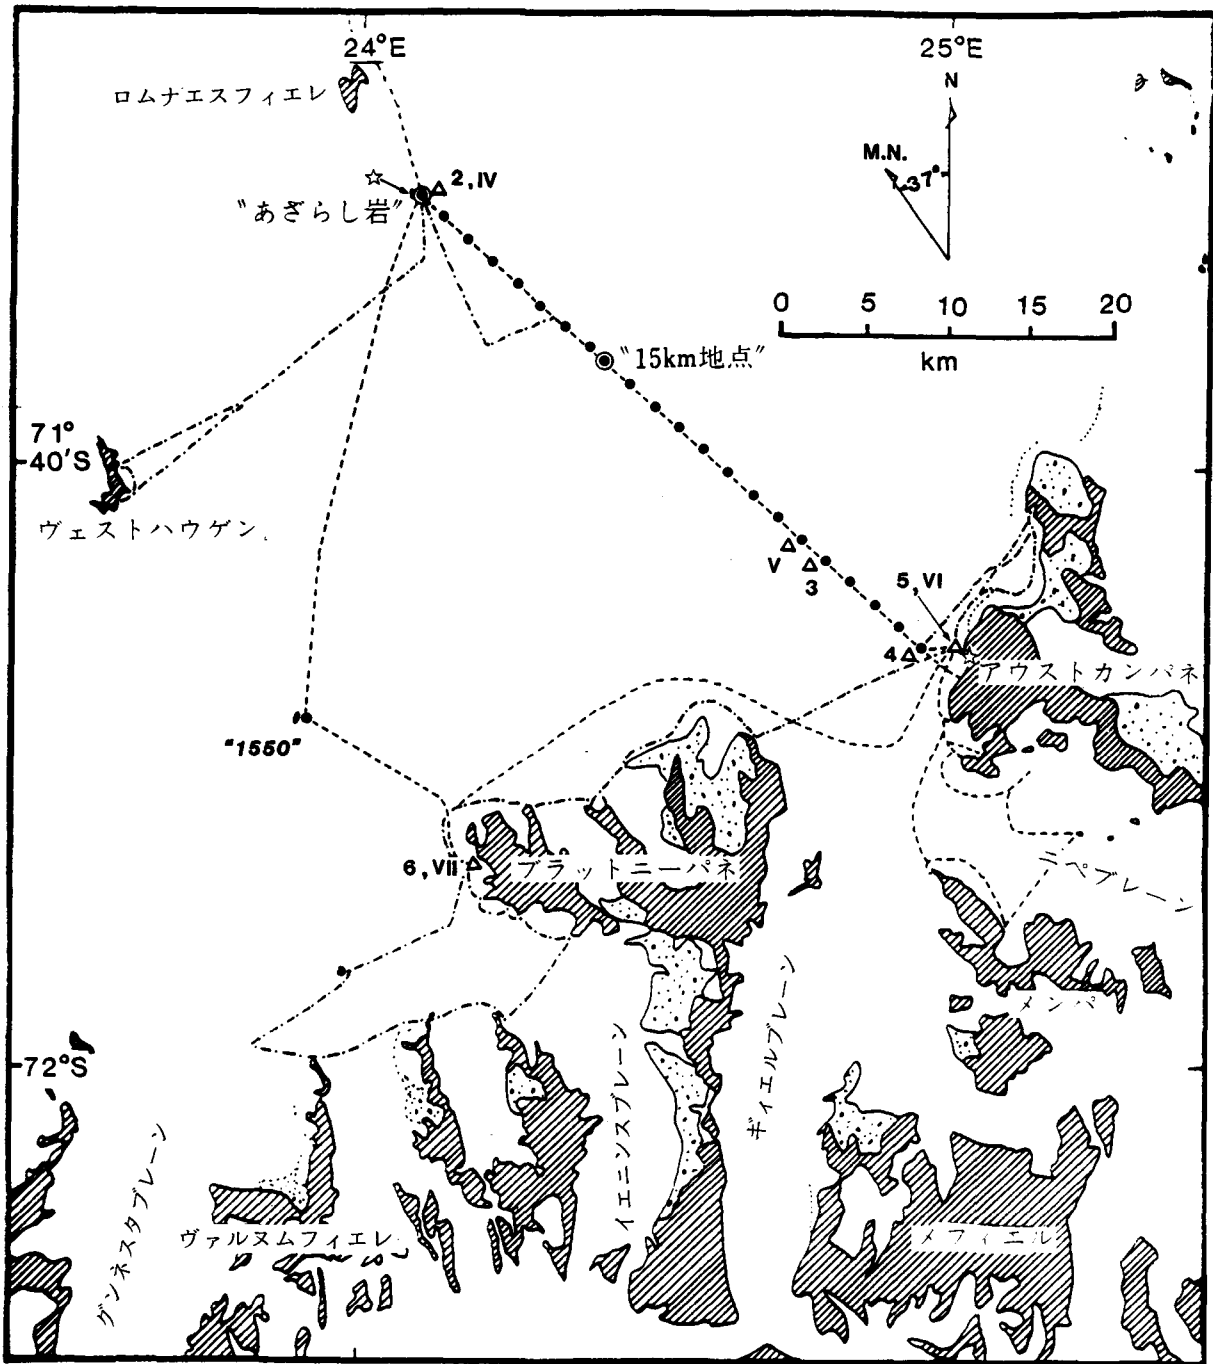 24°E
25°E
ロムナエスフィエレ
N
M.N.
37°
2, IV
〝あざらし岩〟
0 5 10 15 20
km
〝15km地点〟
71°
40'S
ヴェストハウゲン
V
3
5, VI
4
アウストカンパネ
"1550"
6, VII
ブラットニーパネ
ニペブレーン
メンパ
72°S
グンネスタブレーン
イエニンスブレーン
ギィエルブレーン
ヴァルヌムフィエレ
メフィエル